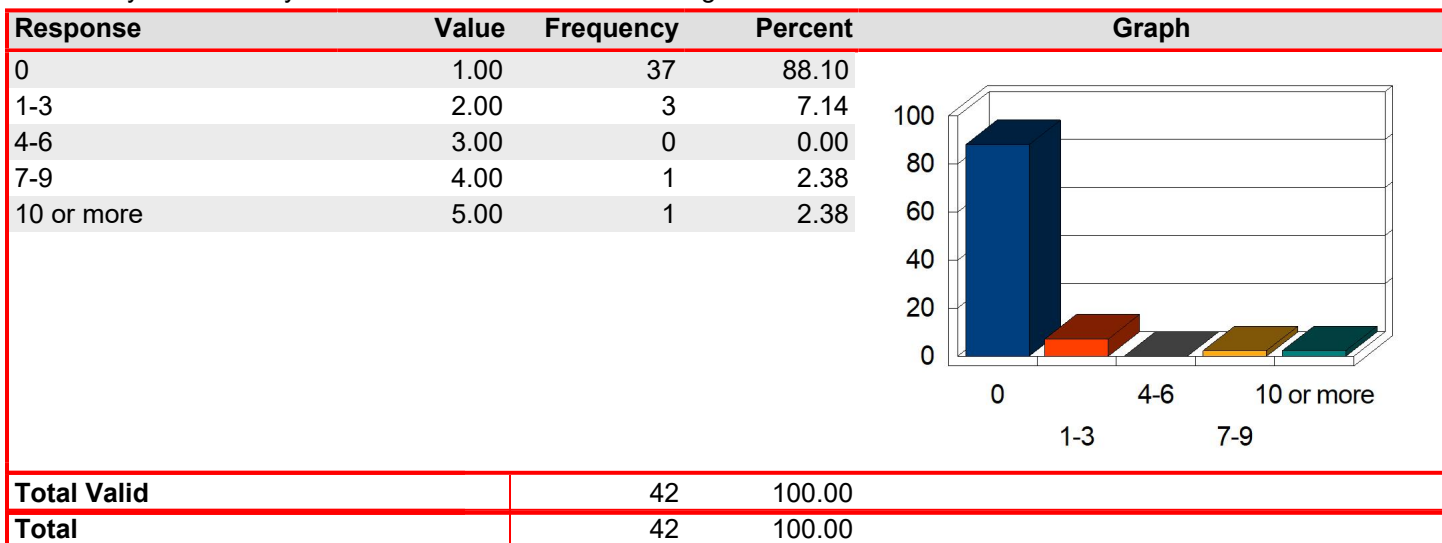 Response Value Frequency Percent Graph
0 1.00 37 88.10
1-3 2.00 3 7.14
4-6 3.00 0 0.00
7-9 4.00 1 2.38
10 or more 5.00 1 2.38
100
80
60
40
20
0
0 4-6 10 or more
1-3 7-9
Total Valid 42 100.00
Total 42 100.00